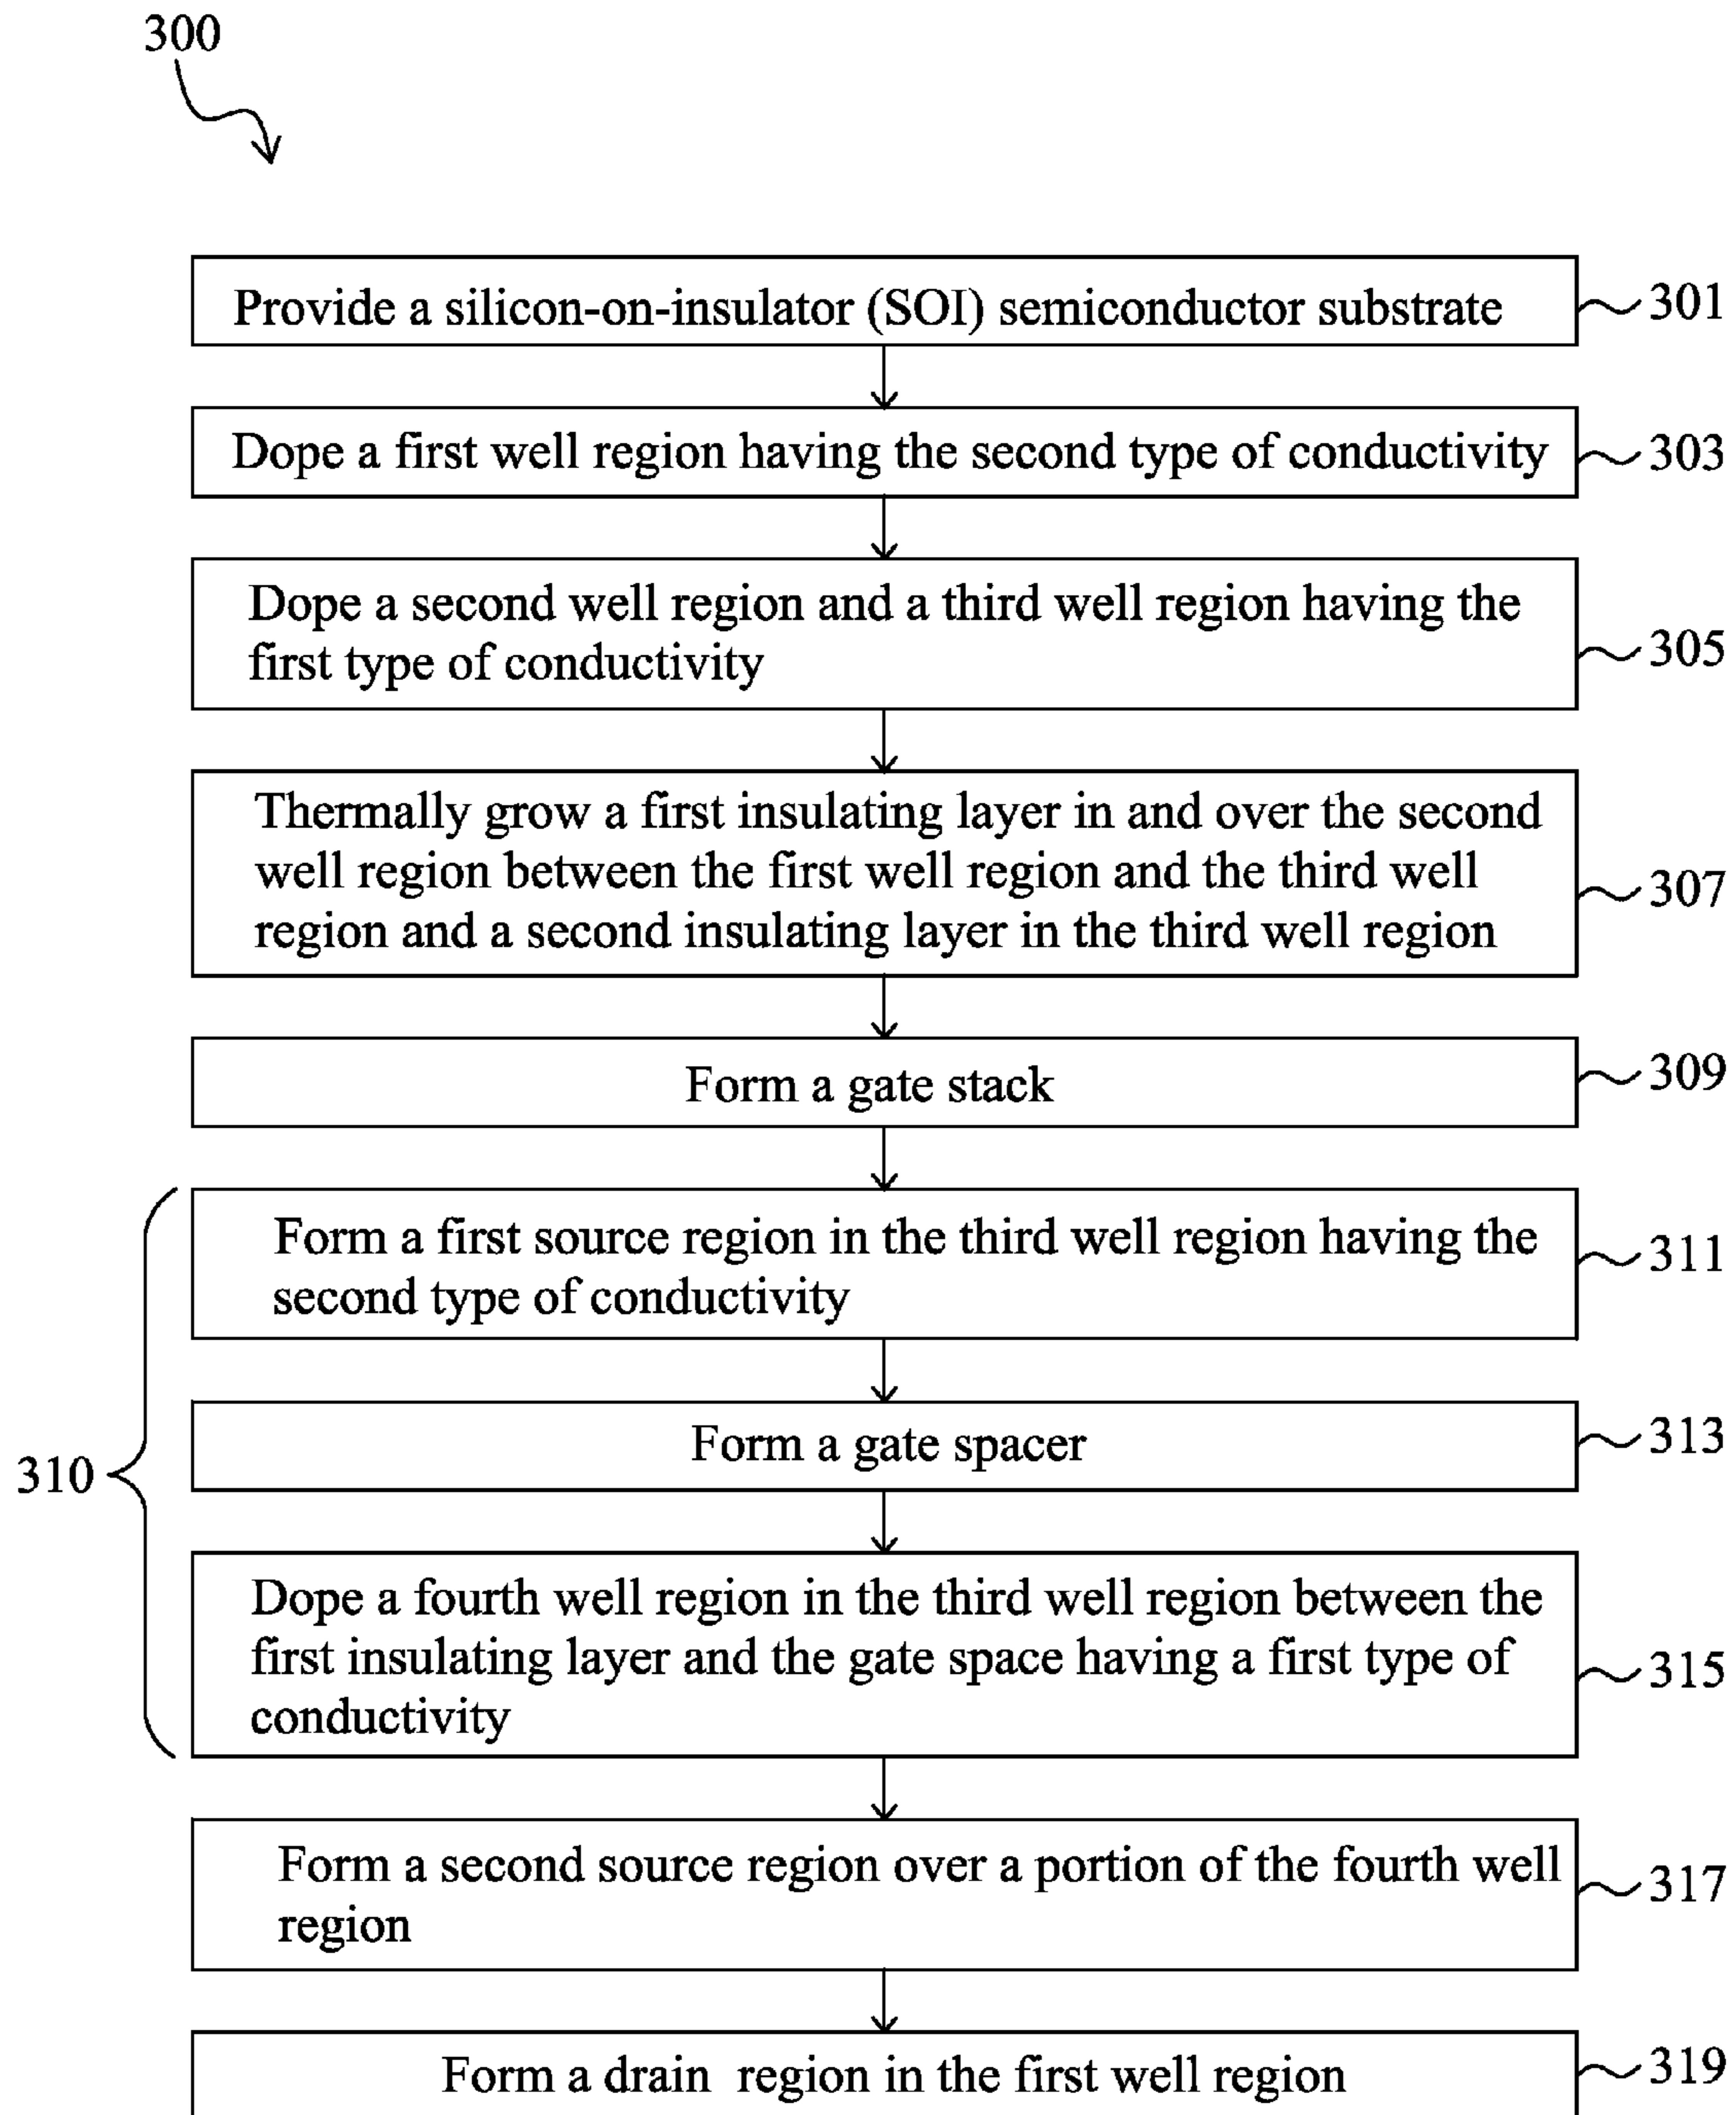 300
Provide a silicon-on-insulator (SOI) semiconductor substrate
301
Dope a first well region having the second type of conductivity
303
Dope a second well region and a third well region having the
first type of conductivity
305
Thermally grow a first insulating layer in and over the second
well region between the first well region and the third well
region and a second insulating layer in the third well region
307
Form a gate stack
309
310
Form a first source region in the third well region having the
second type of conductivity
311
Form a gate spacer
313
Dope a fourth well region in the third well region between the
first insulating layer and the gate space having a first type of
conductivity
315
Form a second source region over a portion of the fourth well
region
317
Form a drain region in the first well region
319